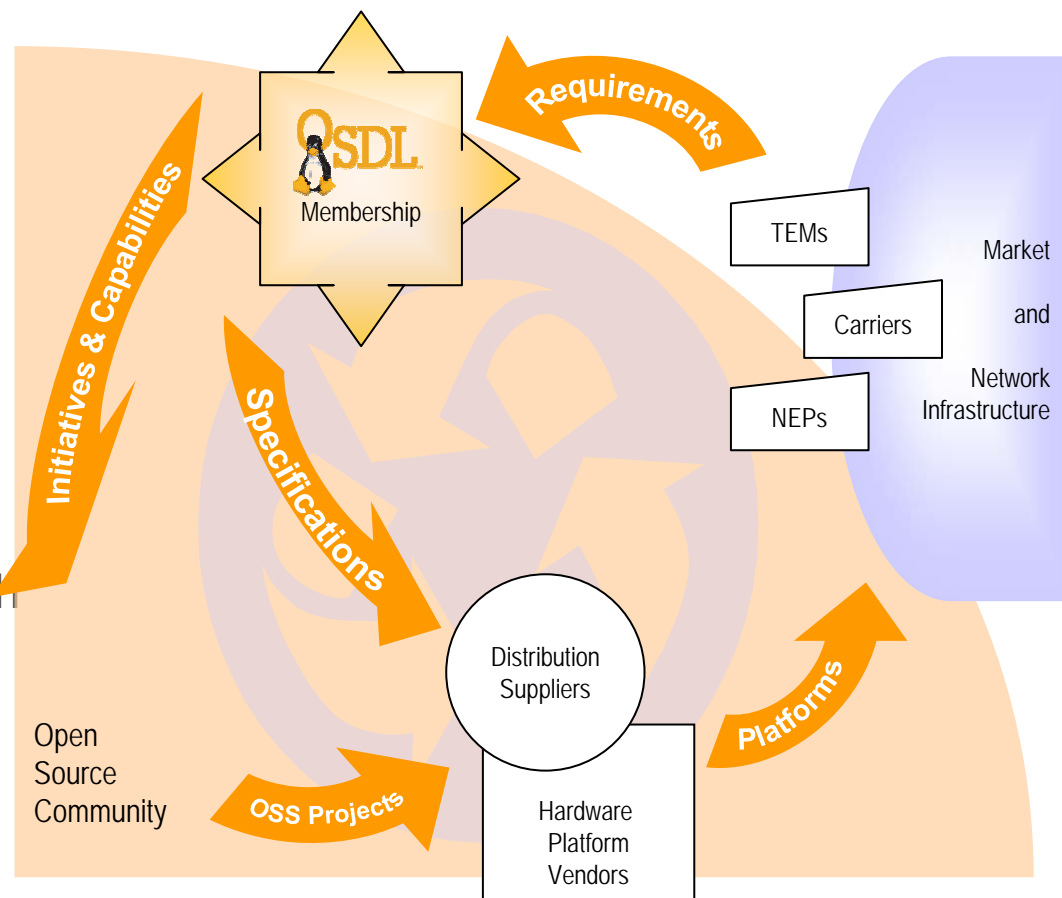 Requirements
OSDL
Membership
TEMs
Carriers
NEPs
Market
and
Network
Infrastructure
Initiatives & Capabilities
Specifications
Distribution
Suppliers
Platforms
Open
Source
Community
OSS Projects
Hardware
Platform
Vendors